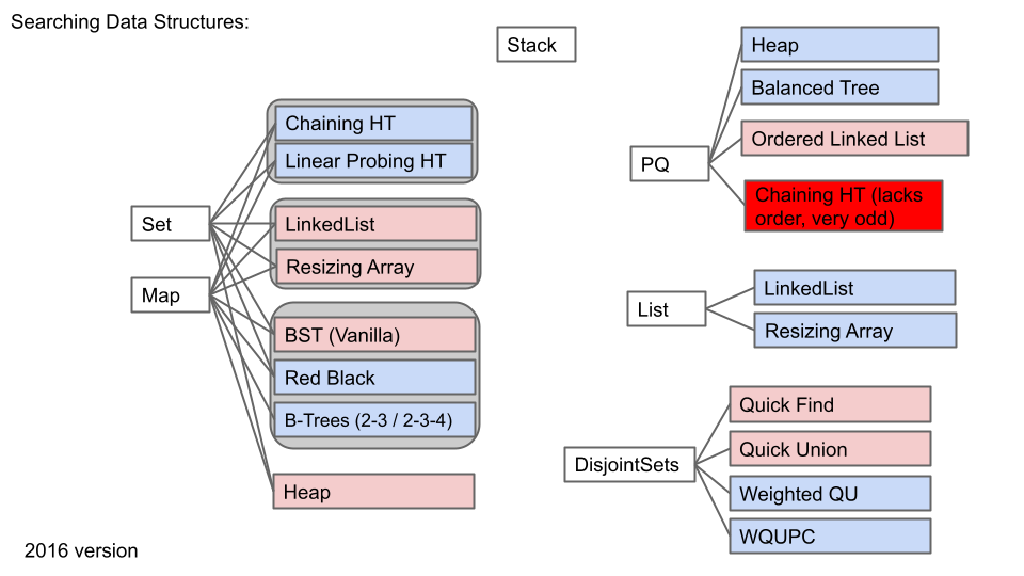 Searching Data Structures:
Stack
Set
Map
Chaining HT
Linear Probing HT
LinkedList
Resizing Array
BST (Vanilla)
Red Black
B-Trees (2-3 / 2-3-4)
Heap
PQ
Heap
Balanced Tree
Ordered Linked List
Chaining HT (lacks
order, very odd)
List
LinkedList
Resizing Array
DisjointSets
Quick Find
Quick Union
Weighted QU
WQUPC
2016 version